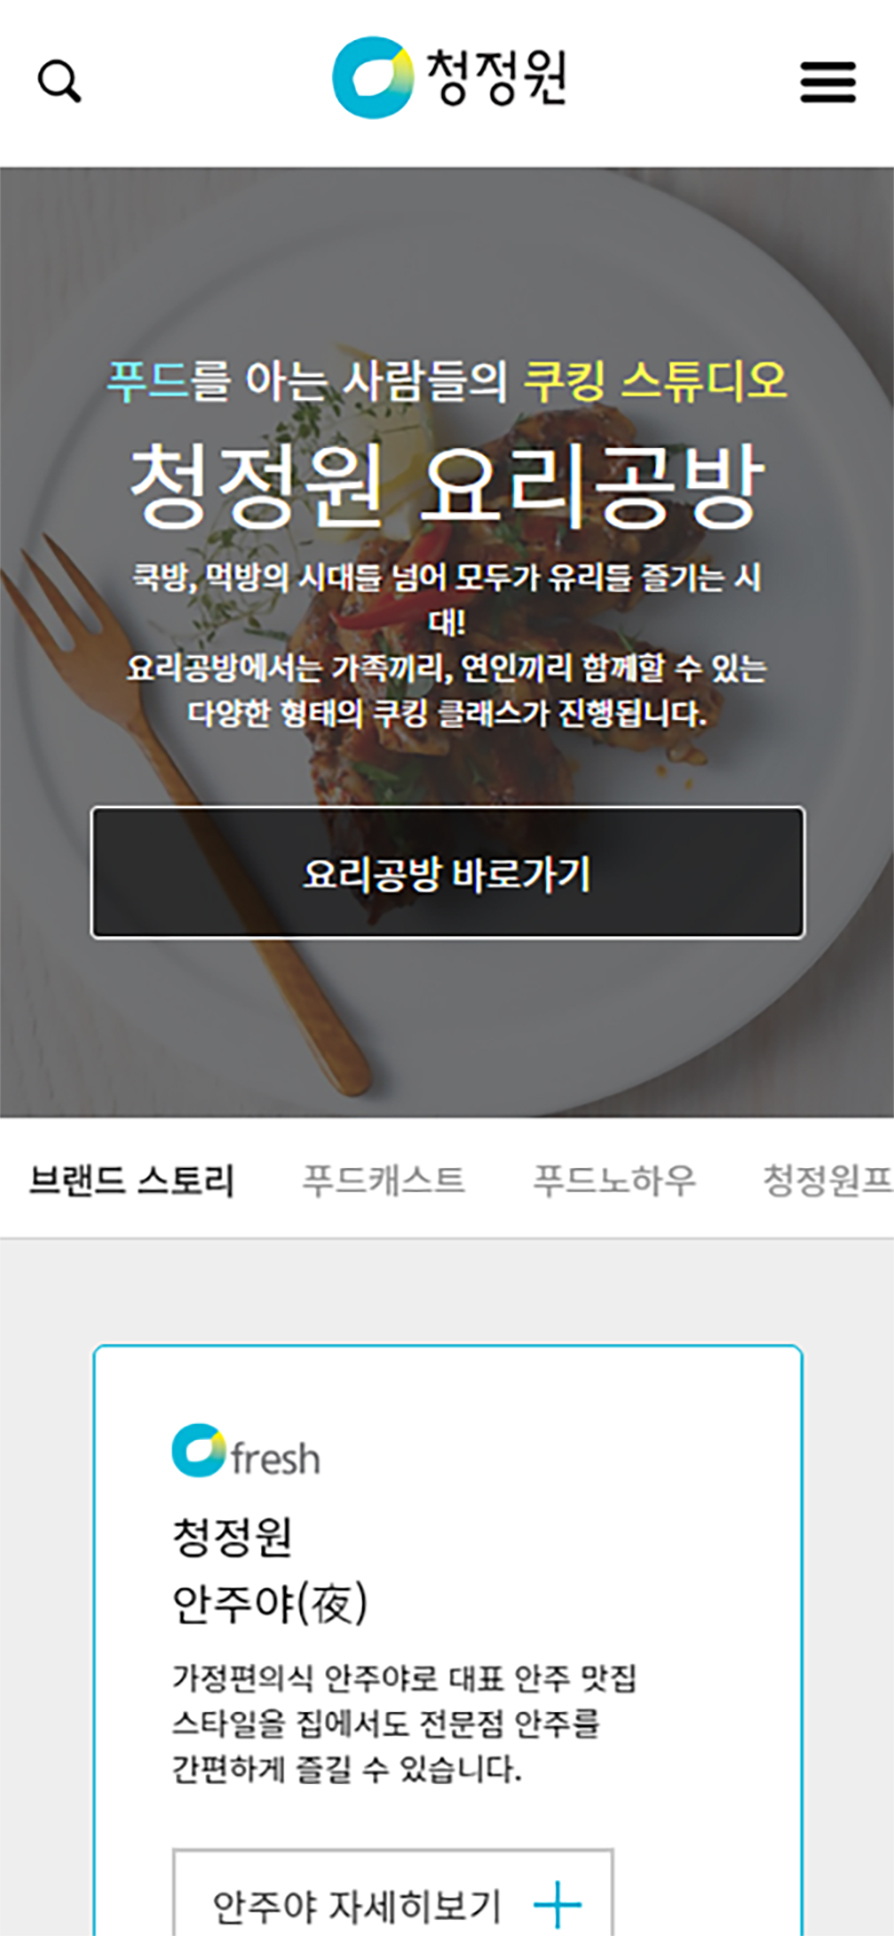 청정원
푸드를 아는 사람들의 쿠킹 스튜디오
청정원 요리공방
쿡방, 먹방의 시대들 넘어 모두가 유리들 즐기는 시
대!
요리공방에서는 가족끼리, 연인끼리 함께할 수 있는
다양한 형태의 쿠킹 클래스가 진행됩니다.
요리공방 바로가기
브랜드 스토리 푸드캐스트 푸드노하우 청정원프
fresh
청정원
안주야(夜)
가정편의식 안주야로 대표 안주 맛집
스타일을 집에서도 전문점 안주를
간편하게 즐길 수 있습니다.
안주야 자세히보기